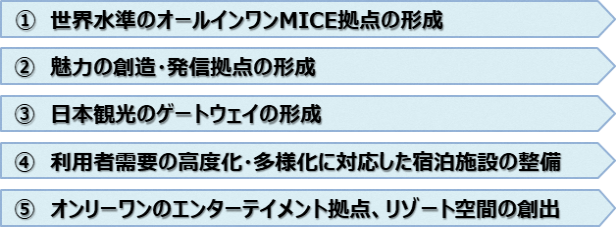 ① 世界水準のオールインワンMICE拠点の形成
② 魅力の創造・発信拠点の形成
③ 日本観光のゲートウェイの形成
④ 利用者需要の高度化・多様化に対応した宿泊施設の整備
⑤ オンリーワンのエンターテイメント拠点、リゾート空間の創出